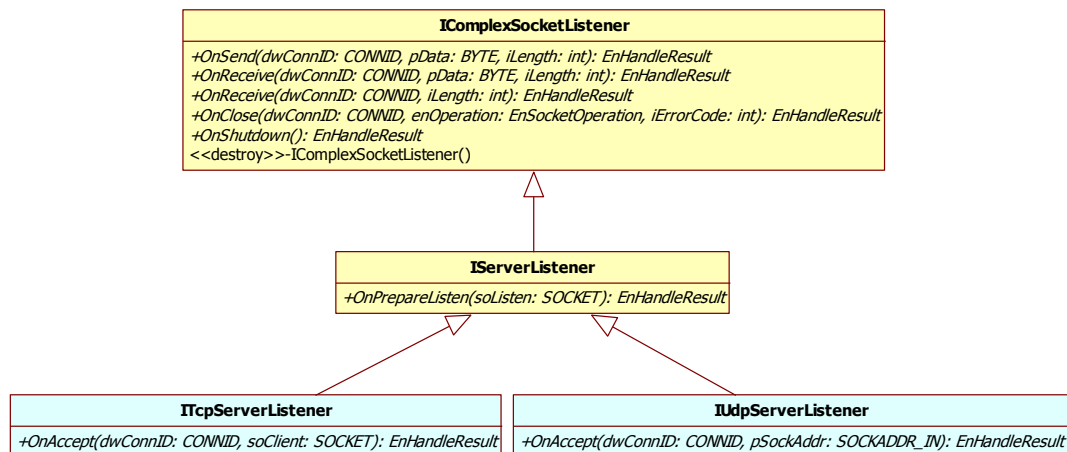 IComplexSocketListener
+OnSend(dwConnID: CONNID, pData: BYTE, iLength: int): EnHandleResult
+OnReceive(dwConnID: CONNID, pData: BYTE, iLength: int): EnHandleResult
+OnReceive(dwConnID: CONNID, iLength: int): EnHandleResult
+OnClose(dwConnID: CONNID, enOperation: EnSocketOperation, iErrorCode: int): EnHandleResult
+OnShutdown(): EnHandleResult
<<destroy>>-IComplexSocketListener()
IServerListener
+OnPrepareListen(soListen: SOCKET): EnHandleResult
ITcpServerListener
+OnAccept(dwConnID: CONNID, soClient: SOCKET): EnHandleResult
IUdpServerListener
+OnAccept(dwConnID: CONNID, pSockAddr: SOCKADDR_IN): EnHandleResult